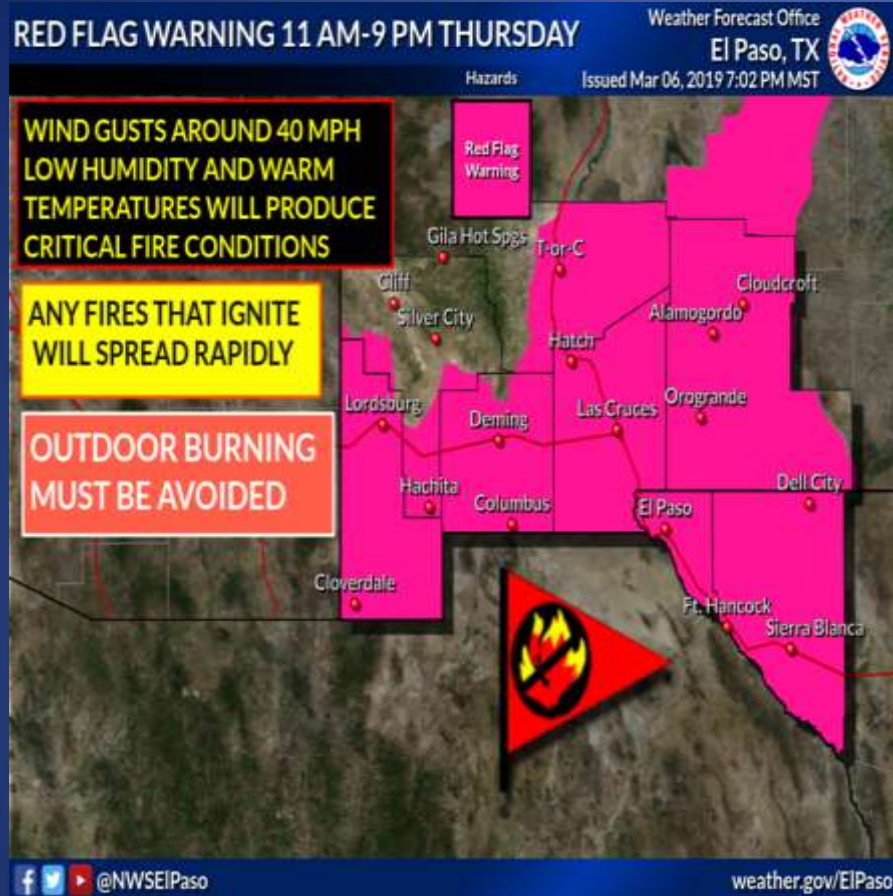 RED FLAG WARNING 11 AM-9 PM THURSDAY
Weather Forecast Office
El Paso, TX
Hazards
Issued Mar 06, 2019 7:02 PM MST
WIND GUSTS AROUND 40 MPH
LOW HUMIDITY AND WARM
TEMPERATURES WILL PRODUCE
CRITICAL FIRE CONDITIONS
Red Flag
Warning
ANY FIRES THAT IGNITE
WILL SPREAD RAPIDLY
OUTDOOR BURNING
MUST BE AVOIDED
Gila Hot Spgs
T-or-C
Cliff
Cloudcroft
Silver City
Alamogordo
Hatch
Lordsburg
Deming
Las Cruces
Orogrande
Hachita
Columbus
El Paso
Dell City
Cloverdale
Ft. Hancock
Sierra Blanca
@NWSElPaso
weather.gov/ElPaso